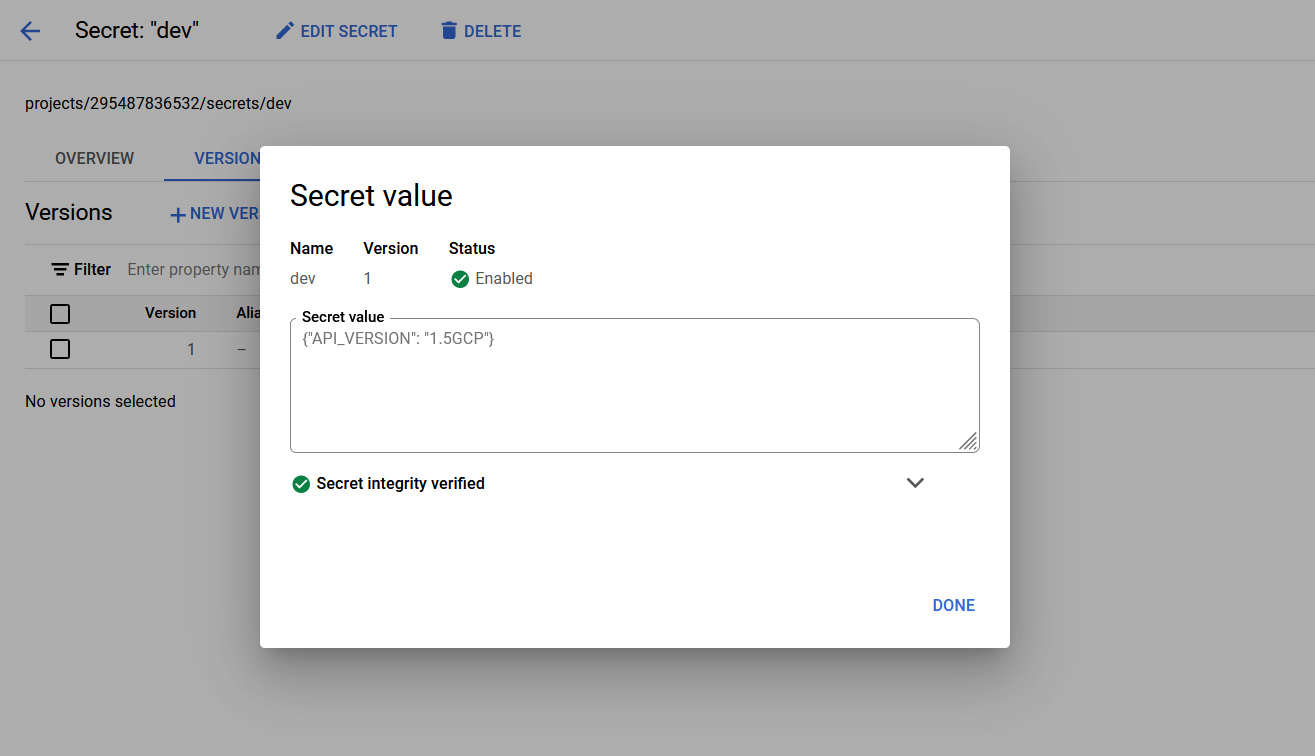 Secret: "dev"
EDIT SECRET
DELETE
projects/295487836532/secrets/dev
OVERVIEW
VERSION
Versions
NEW VER
Filter
Enter property nam
Version
Alia
1
–
No versions selected
Secret value
Name Version Status
dev 1 Enabled
Secret value
{"API_VERSION": "1.5GCP"}
Secret integrity verified
DONE